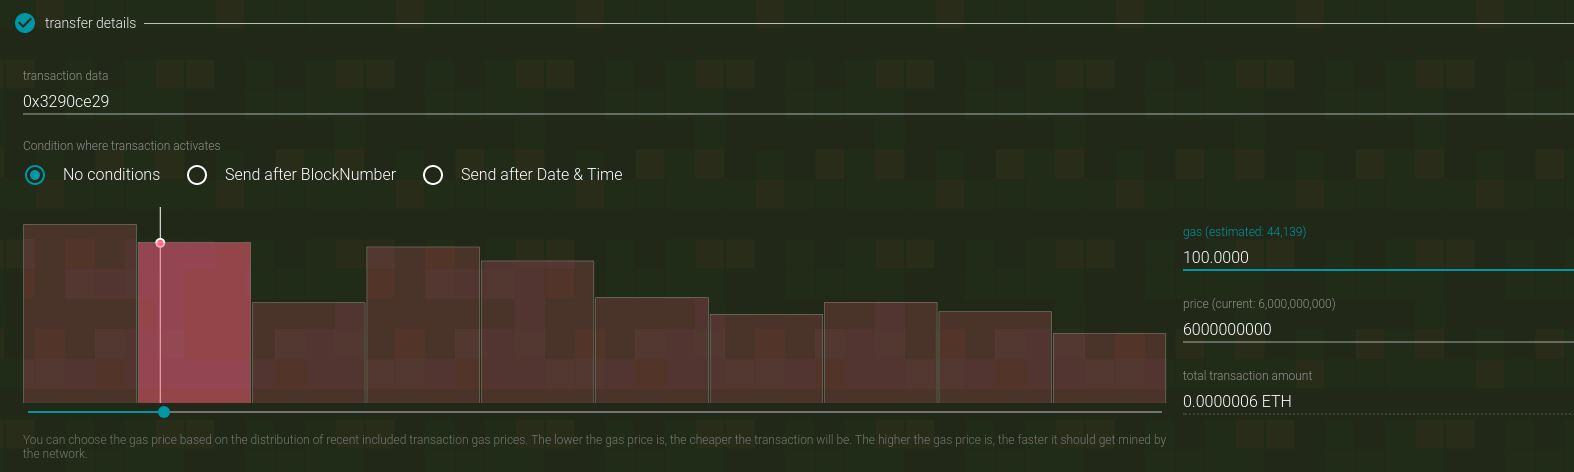 transfer details
transaction data
0x3290ce29
Condition where transaction activates
No conditions Send after BlockNumber Send after Date & Time
gas (estimated: 44,139)
100.0000
price (current: 6,000,000,000)
6000000000
total transaction amount
0.0000006 ETH
You can choose the gas price based on the distribution of recent included transaction gas prices. The lower the gas price is, the cheaper the transaction will be. The higher the gas price is, the faster it should get mined by
the network.